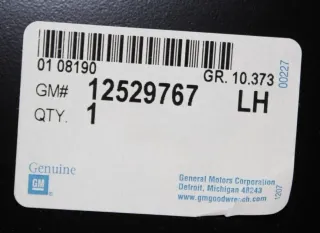 01 08190
GR. 10.373
00227
GM# 12529767 LH
QTY. 1
Genuine
GM
General Motors Corporation
Detroit, Michigan 48243
www.gmgoodwrench.com
1207